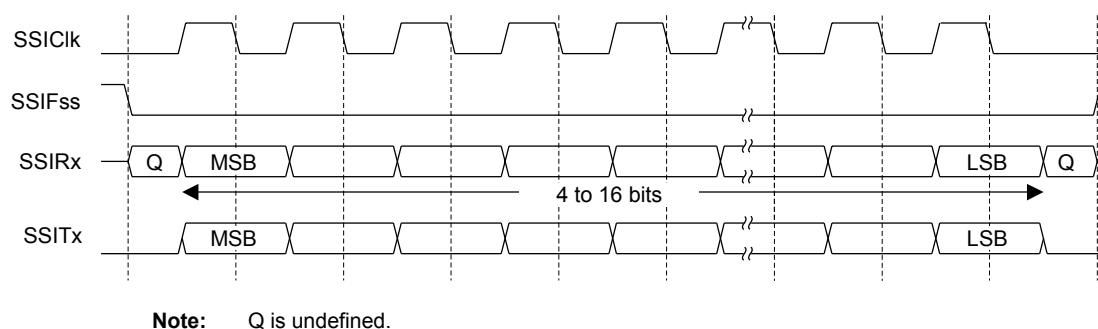 SSIClk
SSIFss
SSIRx Q MSB LSB Q
4 to 16 bits
SSITx MSB LSB
Note: Q is undefined.